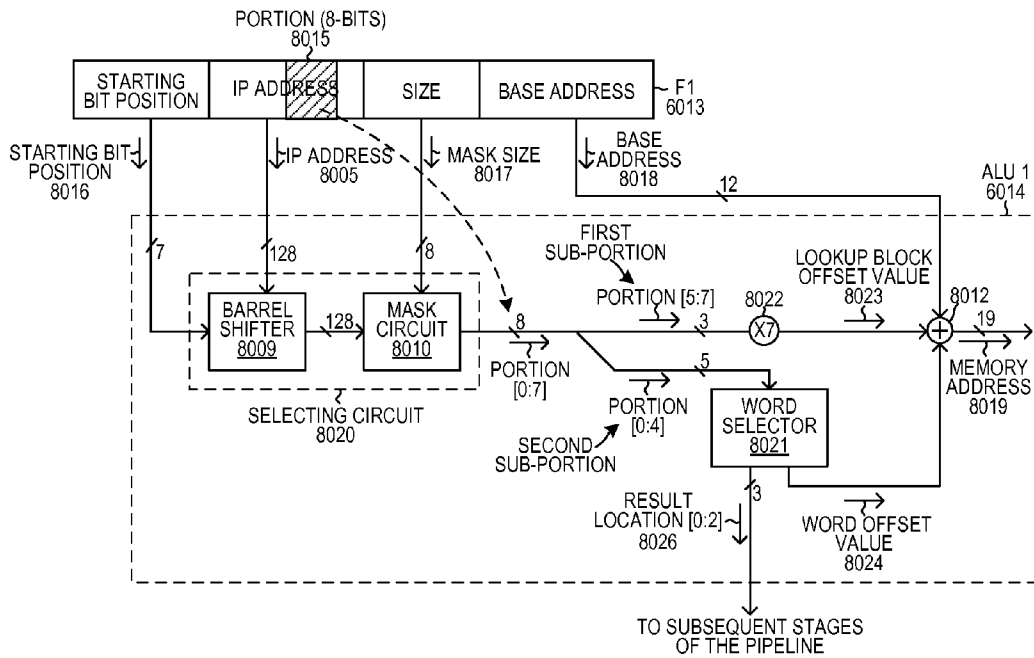 PORTION (8-BITS)
8015
STARTING
BIT POSITION
IP ADDRESS
SIZE
BASE ADDRESS
F1
6013
STARTING BIT
POSITION
8016
IP ADDRESS
8005
MASK SIZE
8017
BASE
ADDRESS
8018
12
ALU 1
6014
7
128
8
FIRST
SUB-PORTION
PORTION [5:7]
3
8022
X7
LOOKUP BLOCK
OFFSET VALUE
8023
8012
+
19
MEMORY
ADDRESS
8019
BARREL
SHIFTER
8009
128
MASK
CIRCUIT
8010
8
PORTION
[0:7]
5
PORTION
[0:4]
SELECTING CIRCUIT
8020
SECOND
SUB-PORTION
WORD
SELECTOR
8021
3
RESULT
LOCATION [0:2]
8026
WORD OFFSET
VALUE
8024
TO SUBSEQUENT STAGES
OF THE PIPELINE